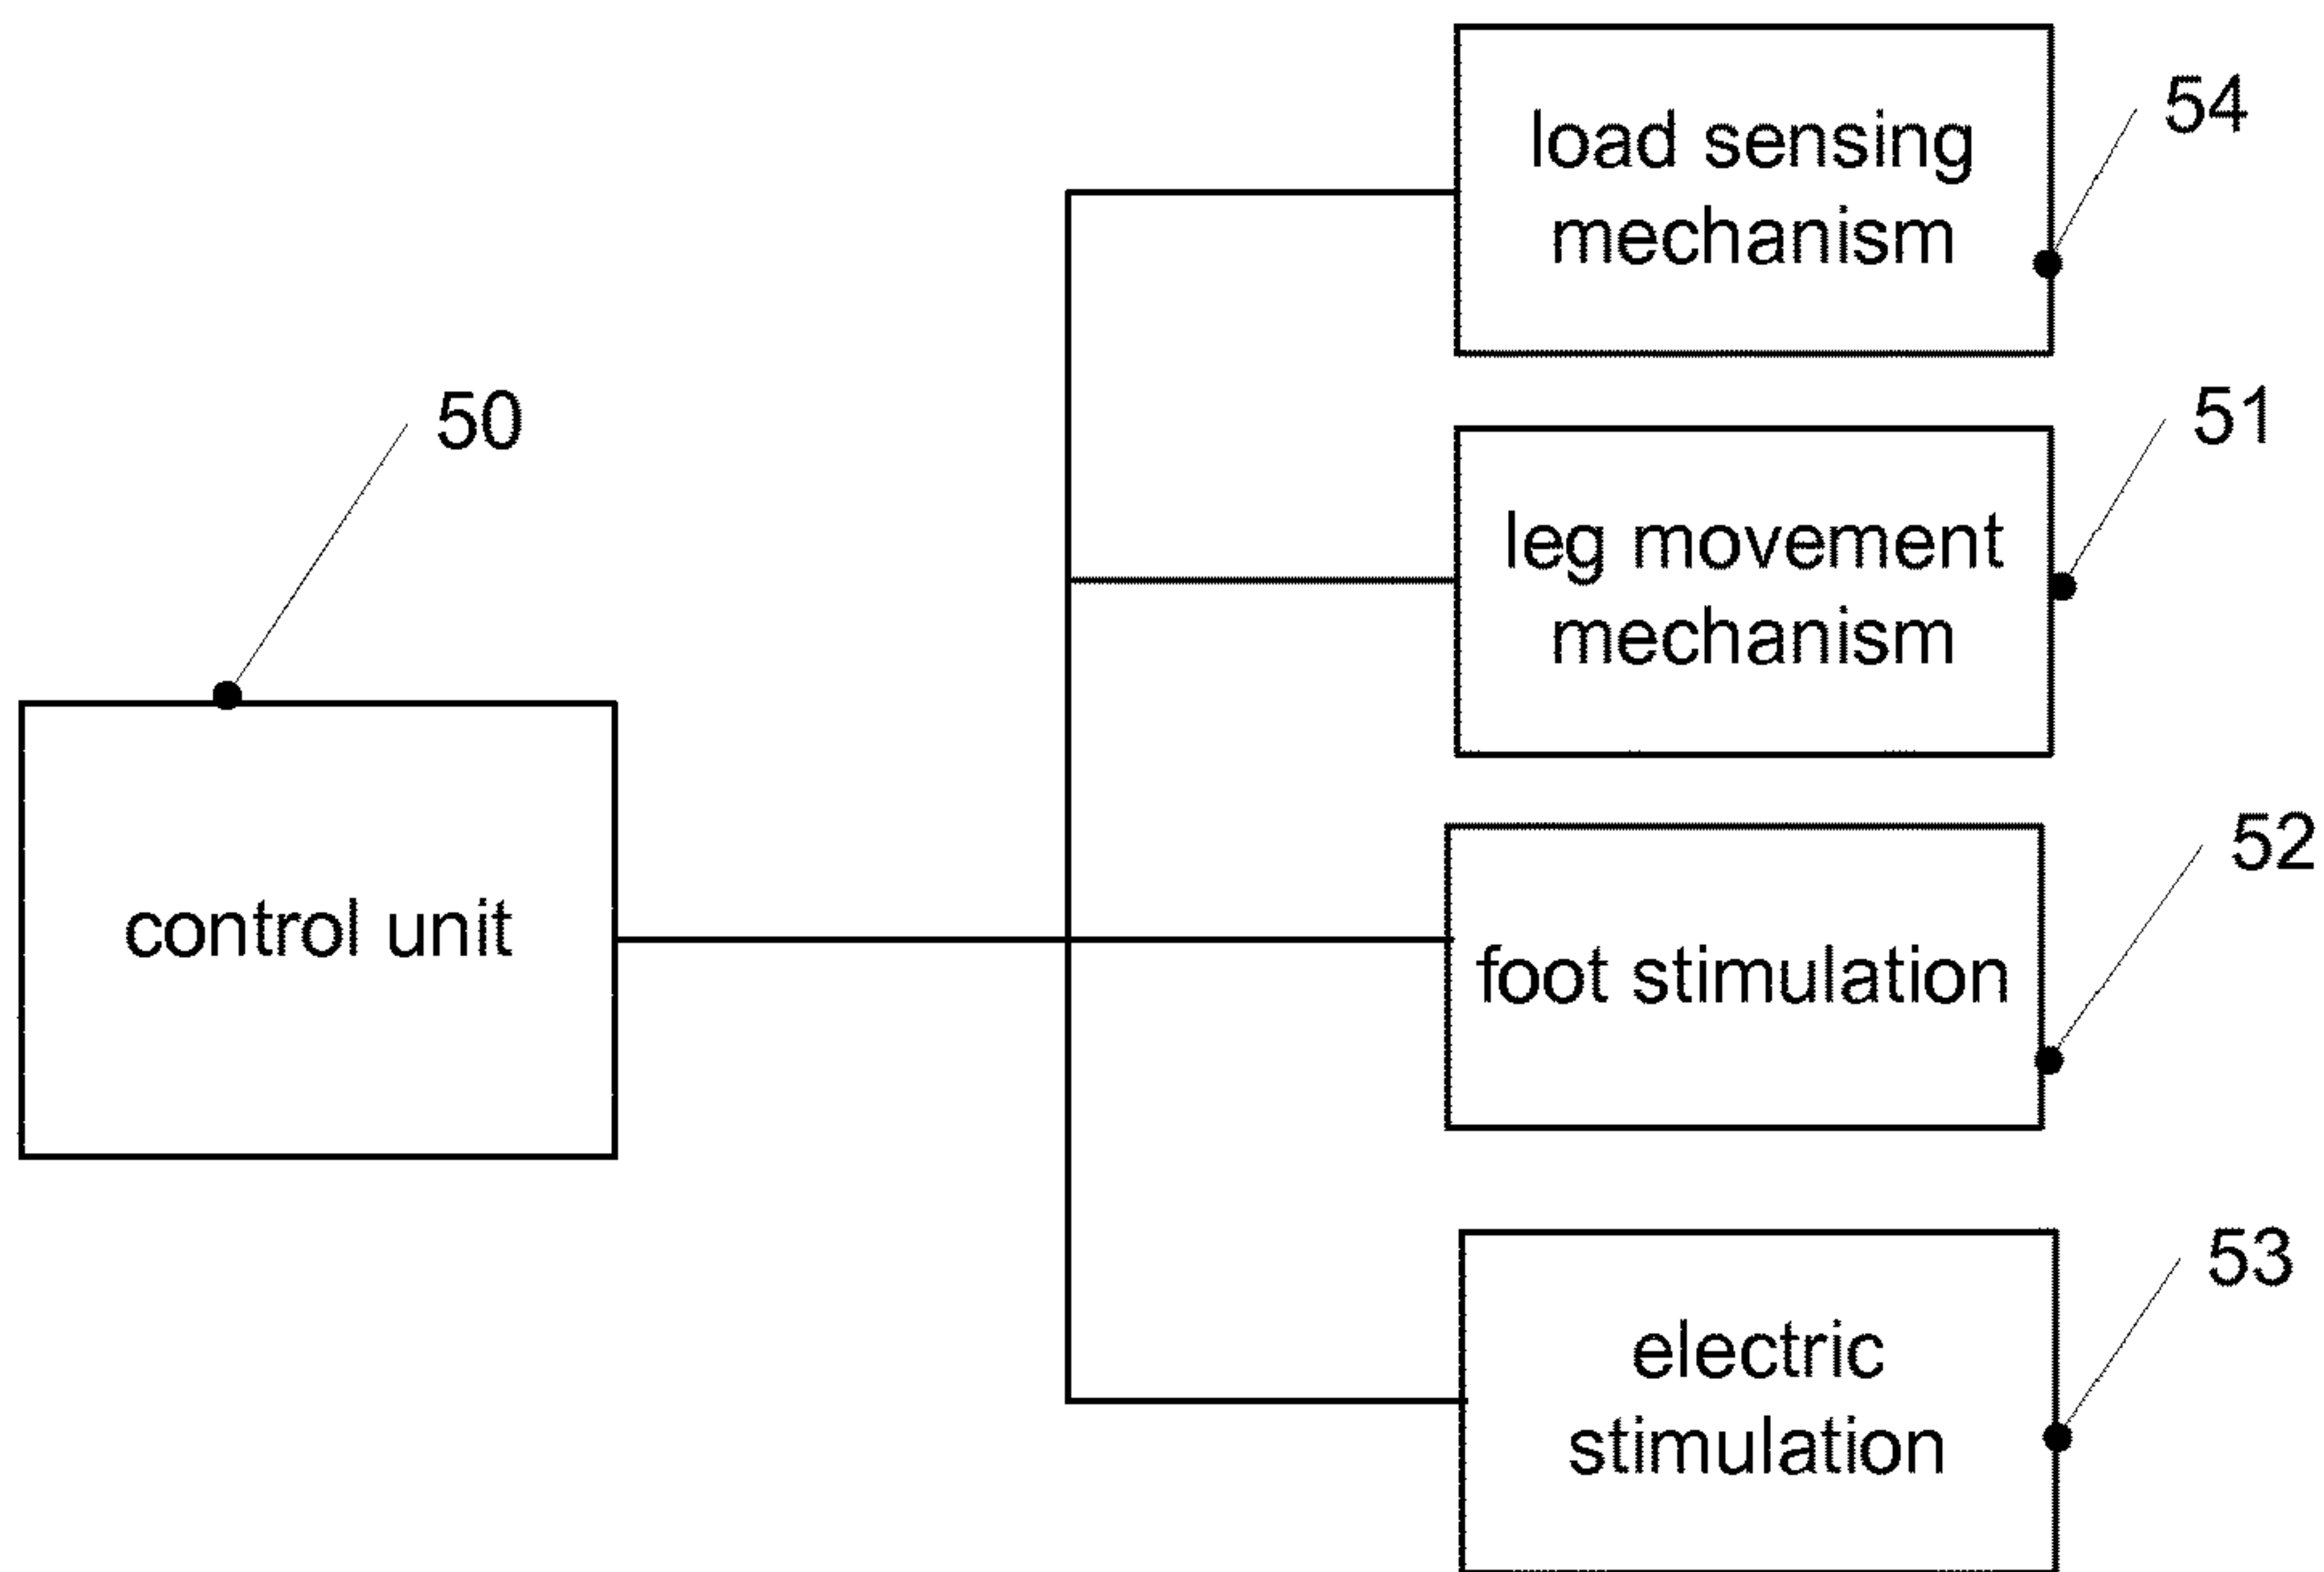 load sensing
mechanism
54
50
leg movement
mechanism
51
control unit
foot stimulation
52
electric
stimulation
53